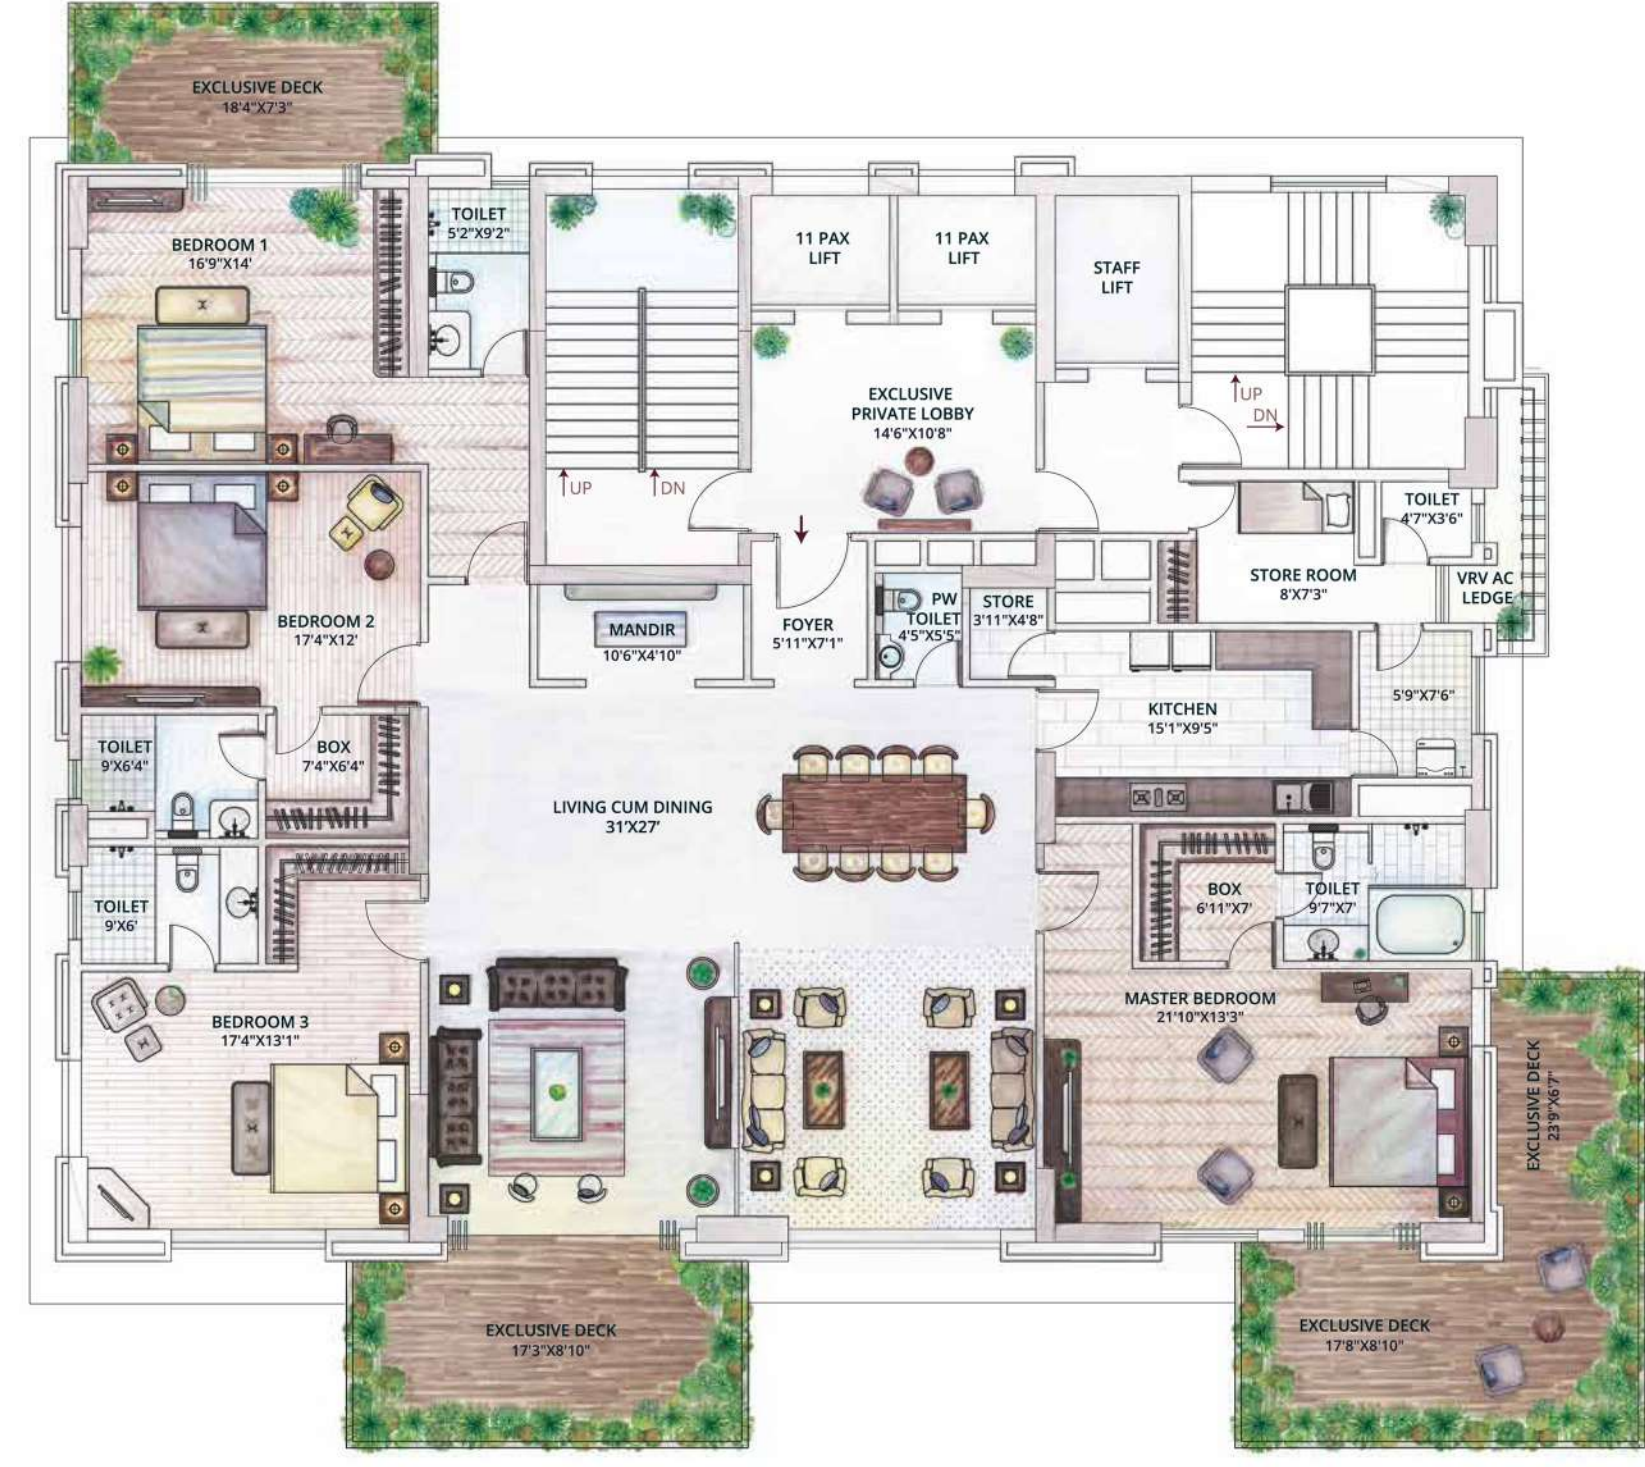 EXCLUSIVE DECK
18'4"X7'3"
BEDROOM 1
16'9"X14'
TOILET
5'2"X9'2"
11 PAX
LIFT
11 PAX
LIFT
STAFF
LIFT
EXCLUSIVE
PRIVATE LOBBY
14'6"X10'8"
UP
DN
UP
DN
TOILET
4'7"X3'6"
STORE ROOM
8'X7'3"
VRV AC
LEDGE
BEDROOM 2
17'4"X12'
MANDIR
10'6"X4'10"
FOYER
5'11"X7'1"
PW
TOILET
4'5"X5'5"
STORE
3'11"X4'8"
KITCHEN
15'1"X9'5"
5'9"X7'6"
TOILET
9'X6'4"
BOX
7'4"X6'4"
LIVING CUM DINING
31'X27'
TOILET
9'X6'
BOX
6'11"X7'
TOILET
9'7"X7'
BEDROOM 3
17'4"X13'1"
MASTER BEDROOM
21'10"X13'3"
EXCLUSIVE DECK
23'9"X6'7"
EXCLUSIVE DECK
17'3"X8'10"
EXCLUSIVE DECK
17'8"X8'10"